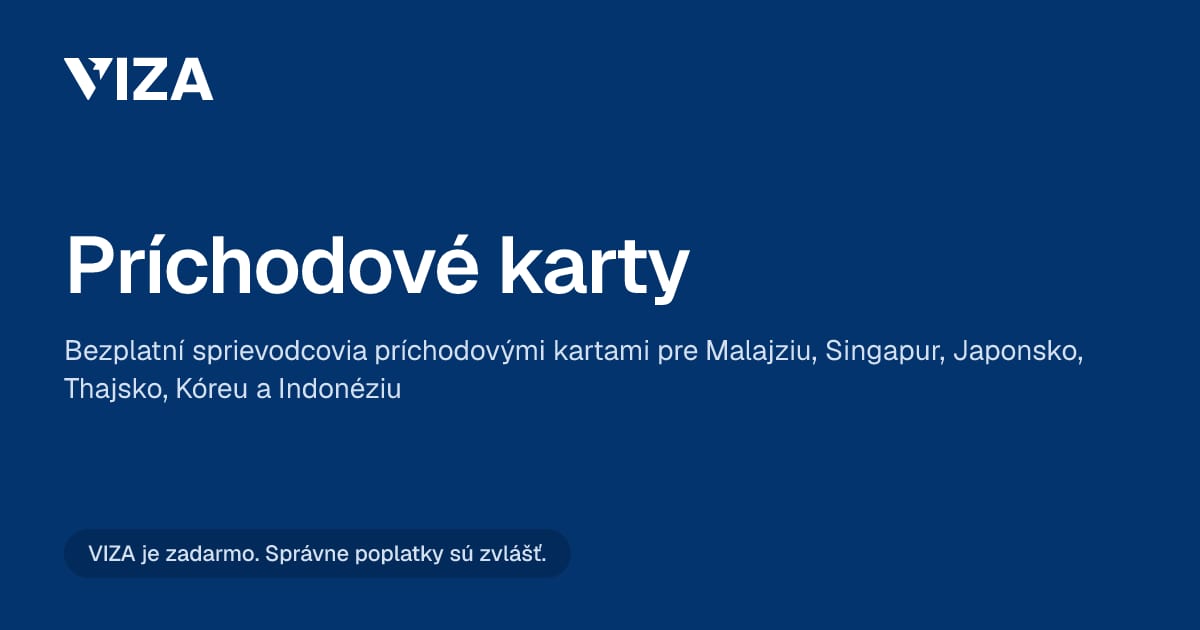 VIZA
Príchodové karty
Bezplatní sprievodcovia príchodovými kartami pre Malajziu, Singapur, Japonsko,
Thajsko, Kóreu a Indonéziu
VIZA je zadarmo. Správne poplatky sú zvlášť.